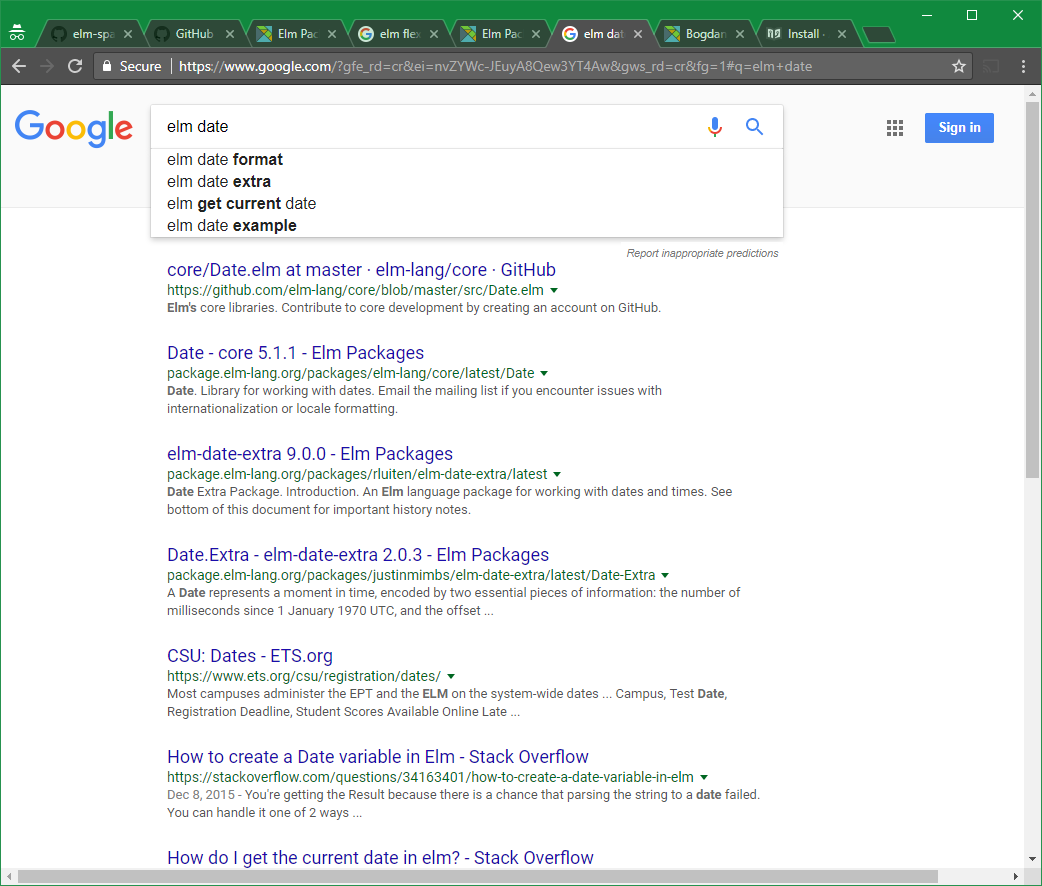 elm-spa
GitHub
Elm Pac
elm flex
Elm Pac
elm dat
Bogdan
Install ·
Secure
https://www.google.com/?gfe_rd=cr&ei=nvZYWc-JEuyA8Qew3YT4Aw&gws_rd=cr&fg=1#q=elm+date
Google
elm date
Sign in
elm date format
elm date extra
elm get current date
elm date example
Report inappropriate predictions
core/Date.elm at master · elm-lang/core · GitHub
https://github.com/elm-lang/core/blob/master/src/Date.elm
Elm's core libraries. Contribute to core development by creating an account on GitHub.
Date - core 5.1.1 - Elm Packages
package.elm-lang.org/packages/elm-lang/core/latest/Date
Date. Library for working with dates. Email the mailing list if you encounter issues with
internationalization or locale formatting.
elm-date-extra 9.0.0 - Elm Packages
package.elm-lang.org/packages/rluiten/elm-date-extra/latest
Date Extra Package. Introduction. An Elm language package for working with dates and times. See
bottom of this document for important history notes.
Date.Extra - elm-date-extra 2.0.3 - Elm Packages
package.elm-lang.org/packages/justinmimbs/elm-date-extra/latest/Date-Extra
A Date represents a moment in time, encoded by two essential pieces of information: the number of
milliseconds since 1 January 1970 UTC, and the offset ...
CSU: Dates - ETS.org
https://www.ets.org/csu/registration/dates/
Most campuses administer the EPT and the ELM on the system-wide dates ... Campus, Test Date,
Registration Deadline, Student Scores Available Online Late ...
How to create a Date variable in Elm - Stack Overflow
https://stackoverflow.com/questions/34163401/how-to-create-a-date-variable-in-elm
Dec 8, 2015 - You're getting the Result because there is a chance that parsing the string to a date failed.
You can handle it one of 2 ways ...
How do I get the current date in elm? - Stack Overflow